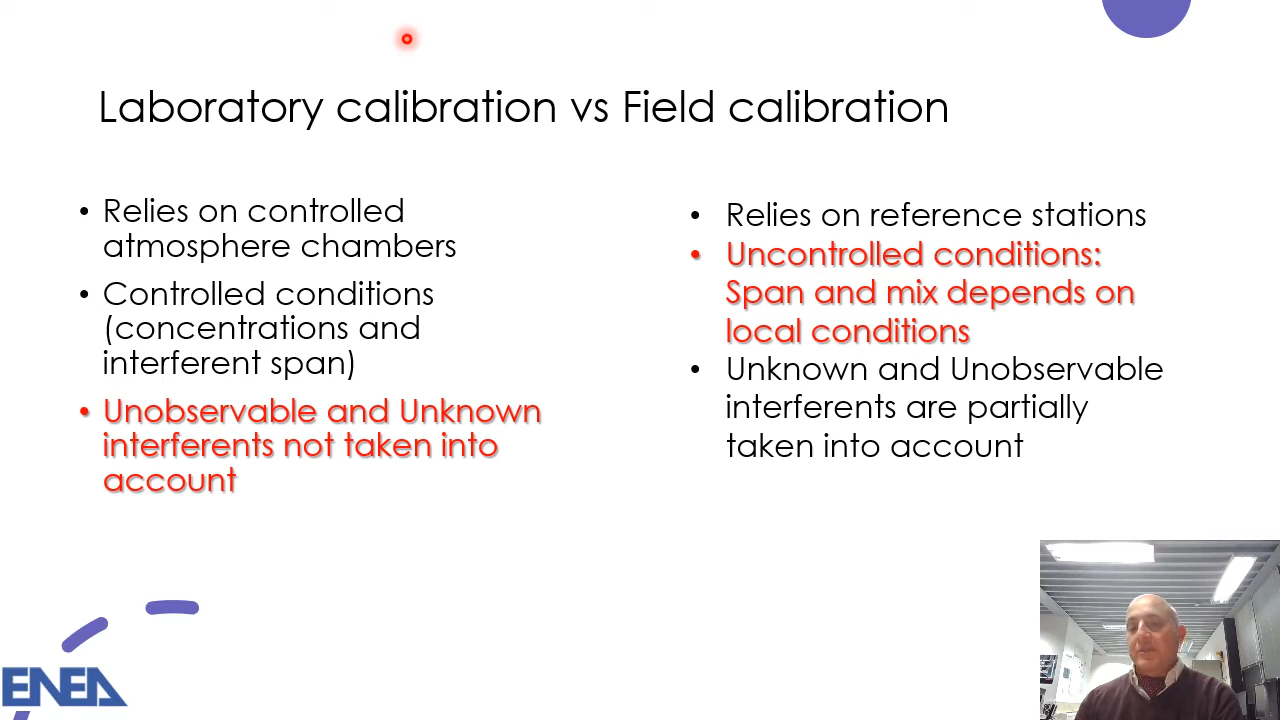 Laboratory calibration vs Field calibration
• Relies on controlled
atmosphere chambers
• Controlled conditions
(concentrations and
interferent span)
• Unobservable and Unknown
interferents not taken into
account
• Relies on reference stations
• Uncontrolled conditions:
Span and mix depends on
local conditions
• Unknown and Unobservable
interferents are partially
taken into account
ENEA